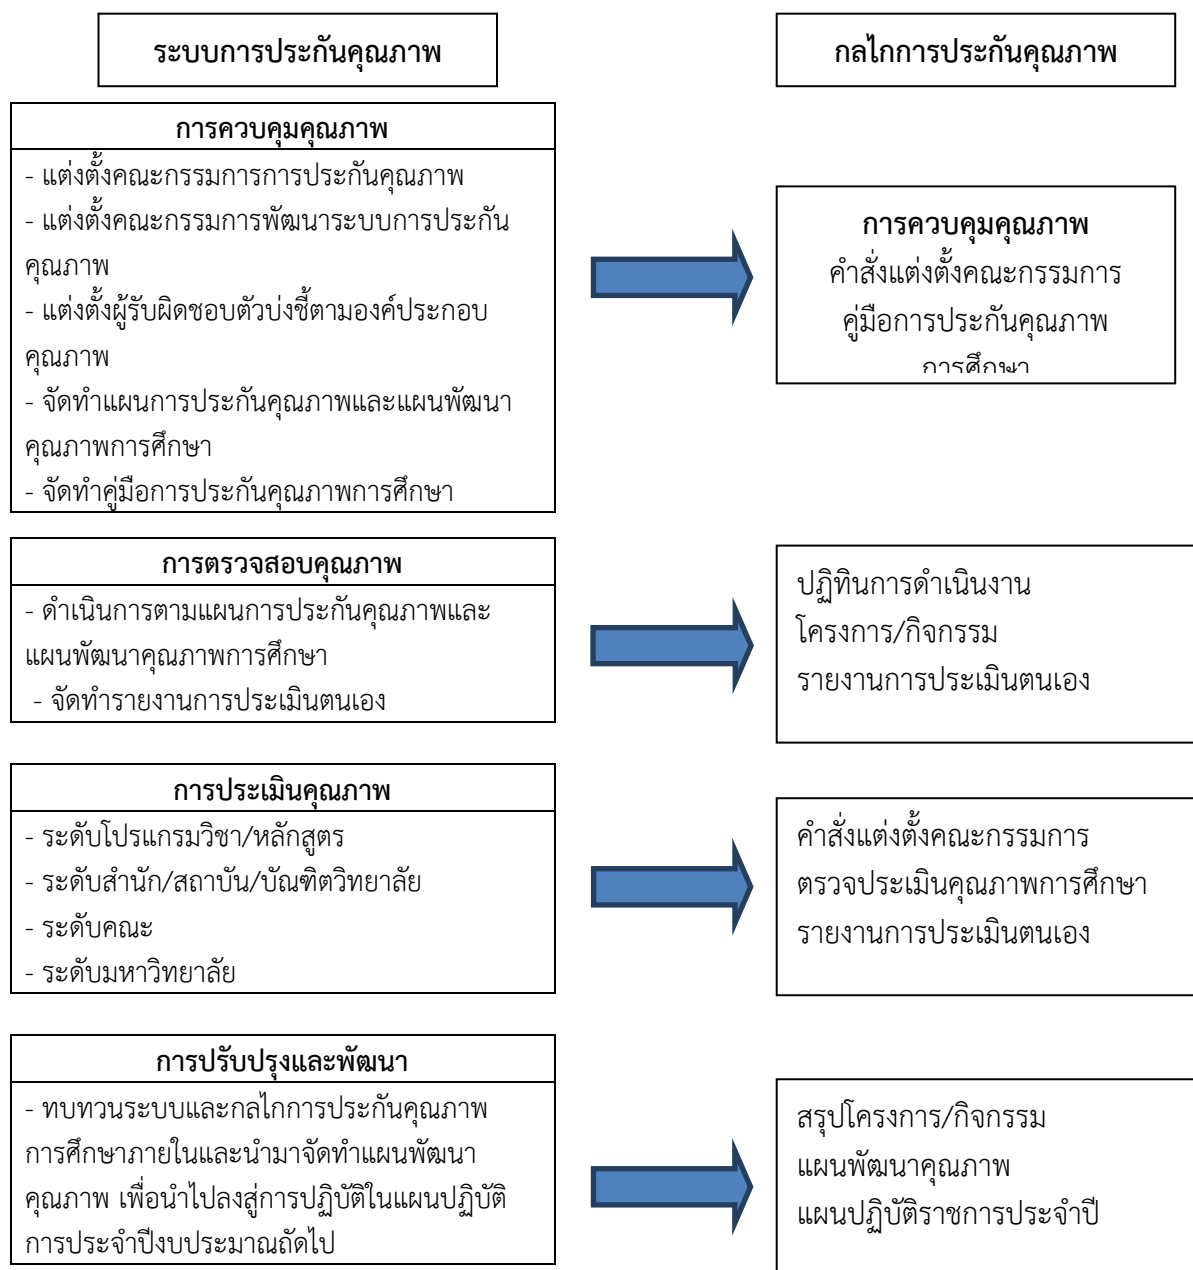 ระบบการประกันคุณภาพ
กลไกการประกันคุณภาพ
การควบคุมคุณภาพ
- แต่งตั้งคณะกรรมการการประกันคุณภาพ
- แต่งตั้งคณะกรรมการพัฒนาระบบการประกัน
คุณภาพ
- แต่งตั้งผู้รับผิดชอบตัวบ่งชี้ตามองค์ประกอบ
คุณภาพ
- จัดทำแผนการประกันคุณภาพและแผนพัฒนา
คุณภาพการศึกษา
- จัดทำคู่มือการประกันคุณภาพการศึกษา
การควบคุมคุณภาพ
คำสั่งแต่งตั้งคณะกรรมการ
คู่มือการประกันคุณภาพ
การศึกษา
การตรวจสอบคุณภาพ
- ดำเนินการตามแผนการประกันคุณภาพและ
แผนพัฒนาคุณภาพการศึกษา
- จัดทำรายงานการประเมินตนเอง
ปฏิทินการดำเนินงาน
โครงการ/กิจกรรม
รายงานการประเมินตนเอง
การประเมินคุณภาพ
- ระดับโปรแกรมวิชา/หลักสูตร
- ระดับสำนัก/สถาบัน/บัณฑิตวิทยาลัย
- ระดับคณะ
- ระดับมหาวิทยาลัย
คำสั่งแต่งตั้งคณะกรรมการ
ตรวจประเมินคุณภาพการศึกษา
รายงานการประเมินตนเอง
การปรับปรุงและพัฒนา
- ทบทวนระบบและกลไกการประกันคุณภาพ
การศึกษาภายในและนำมาจัดทำแผนพัฒนา
คุณภาพ เพื่อนำไปลงสู่การปฏิบัติในแผนปฏิบัติ
การประจำปีงบประมาณถัดไป
สรุปโครงการ/กิจกรรม
แผนพัฒนาคุณภาพ
แผนปฏิบัติราชการประจำปี